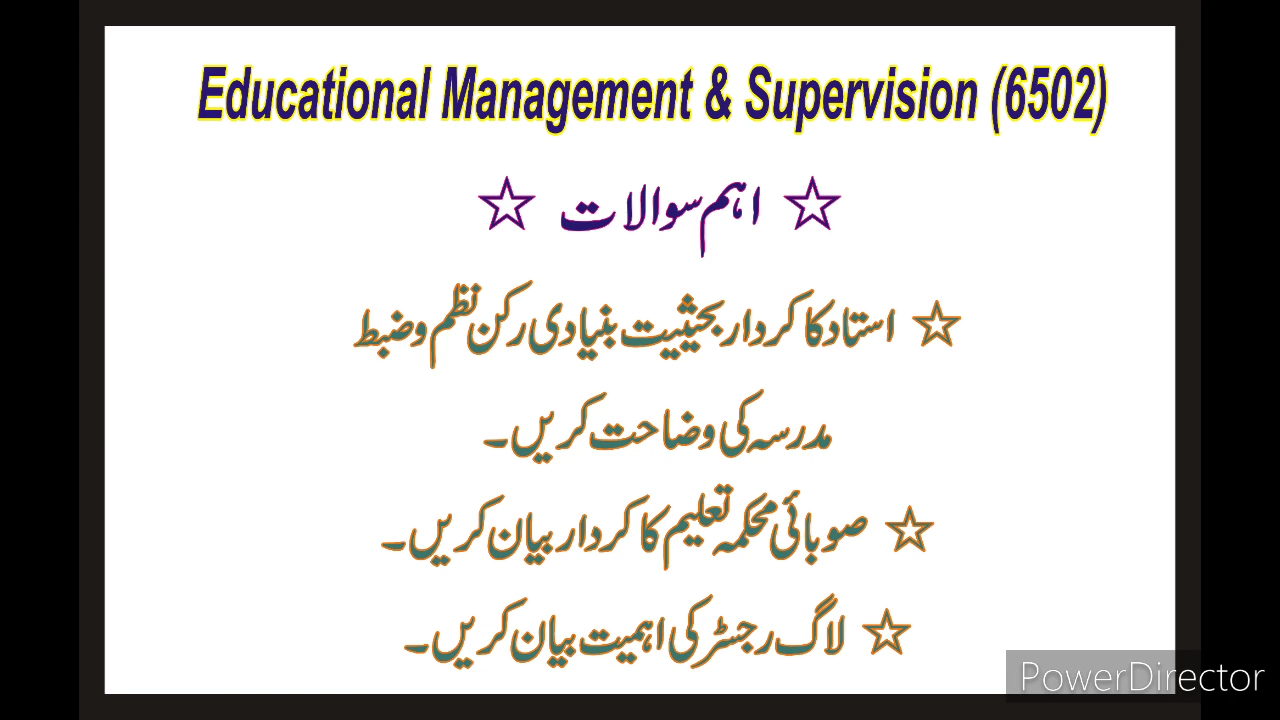 Educational Management & Supervision (6502)
☆ اہم سوالات ☆
☆ استاد کا کردار بحیثیت بنیادی رکن نظم و ضبط
مدرسہ کی وضاحت کریں۔
☆ صوبائی محکمہ تعلیم کا کردار بیان کریں۔
☆ لاگ رجسٹر کی اہمیت بیان کریں۔
PowerDirector